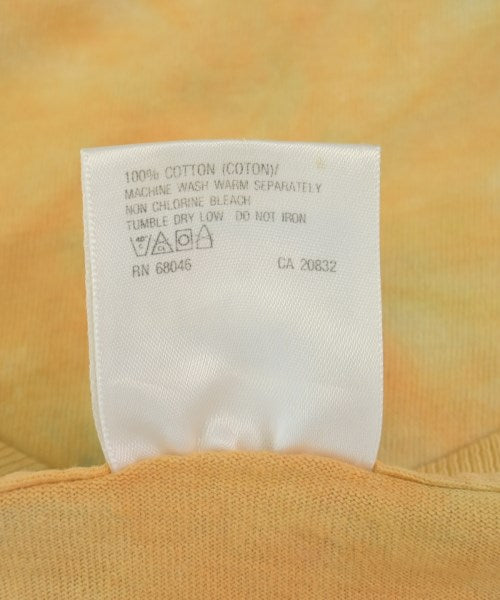 100% COTTON (COTON)/
MACHINE WASH WARM SEPARATELY
NON CHLORINE BLEACH
TUMBLE DRY LOW DO NOT IRON
RN 68046 CA 20832